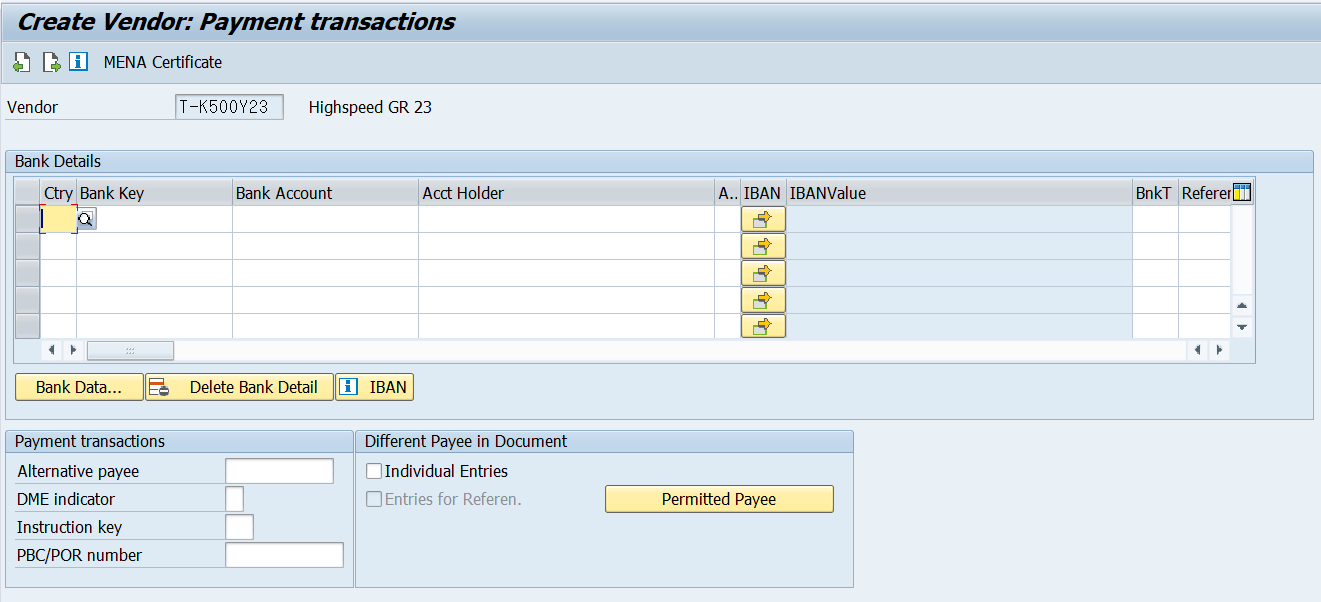 Create Vendor: Payment transactions
MENA Certificate
Vendor T-K500Y23 Highspeed GR 23
Bank Details
Ctry Bank Key Bank Account Acct Holder A.. IBAN IBANValue BnkT Referer
Bank Data... Delete Bank Detail IBAN
Payment transactions
Alternative payee
DME indicator
Instruction key
PBC/POR number
Different Payee in Document
Individual Entries
Entries for Referen.
Permitted Payee